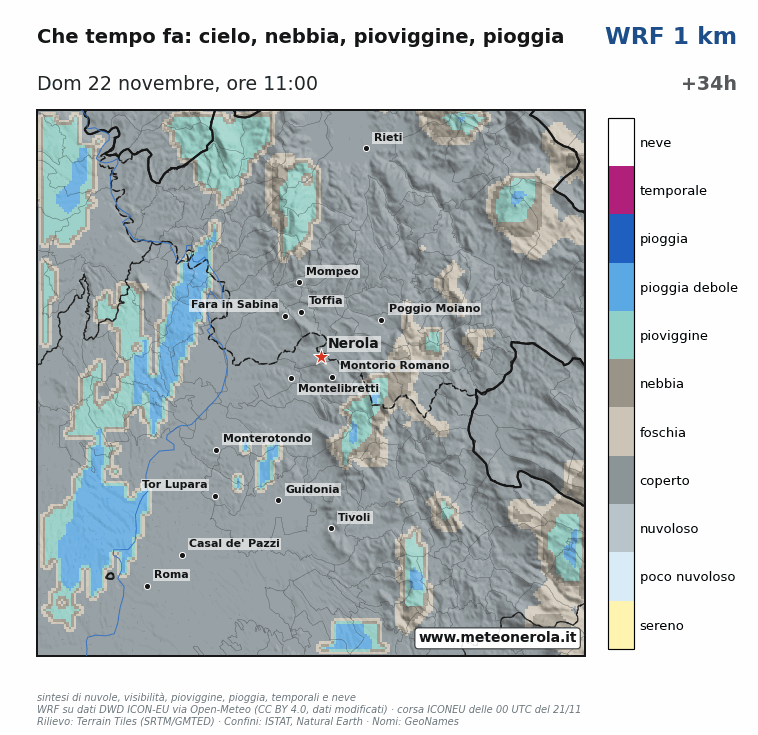 Che tempo fa: cielo, nebbia, pioviggine, pioggia
WRF 1 km
Dom 22 novembre, ore 11:00
+34h
Rieti
Mompeo
Fara in Sabina
Toffia
Poggio Moiano
Nerola
Montorio Romano
Montelibretti
Monterotondo
Tor Lupara
Guidonia
Tivoli
Casal de' Pazzi
Roma
www.meteonerola.it
neve
temporale
pioggia
pioggia debole
pioviggine
nebbia
foschia
coperto
nuvoloso
poco nuvoloso
sereno
sintesi di nuvole, visibilità, pioviggine, pioggia, temporali e neve
WRF su dati DWD ICON-EU via Open-Meteo (CC BY 4.0, dati modificati) · corsa ICONEU delle 00 UTC del 21/11
Rilievo: Terrain Tiles (SRTM/GMTED) · Confini: ISTAT, Natural Earth · Nomi: GeoNames